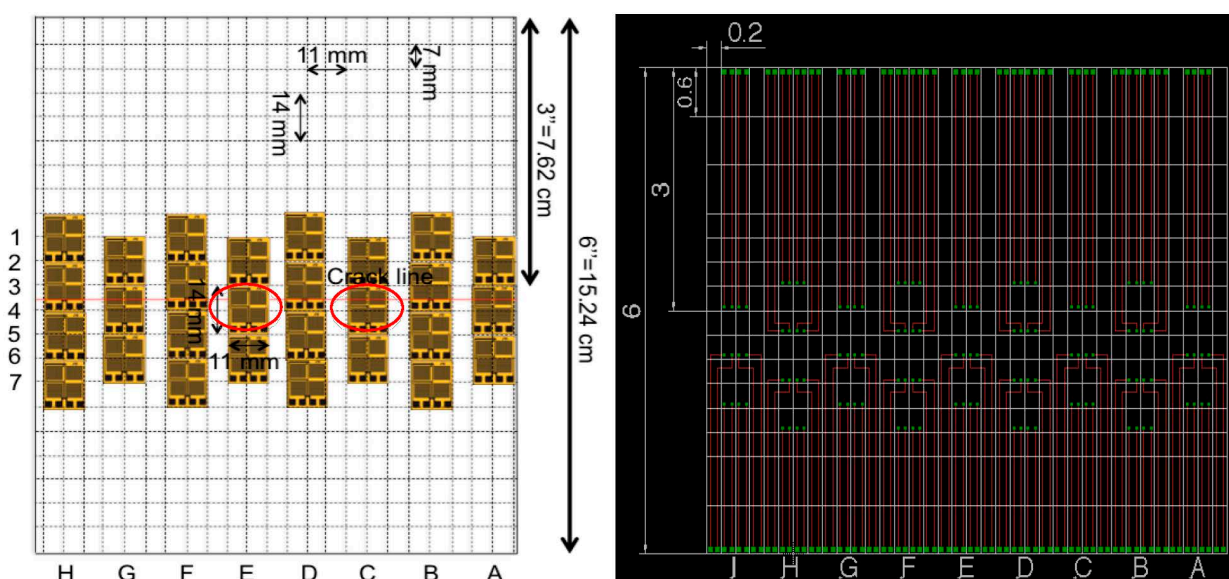 11 mm
7 mm
14 mm
3"=7.62 cm
6"=15.24 cm
1
2
3
4
5
6
7
Crack line
14 mm
11 mm
H G F E D C B A
0.2
0.6
3
6
J H G F E D C B A